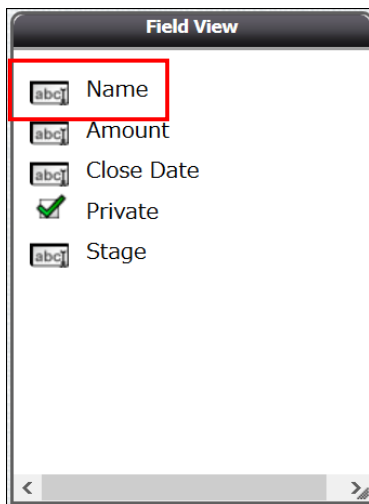 Field View
abc Name
abc Amount
abc Close Date
Private
abc Stage